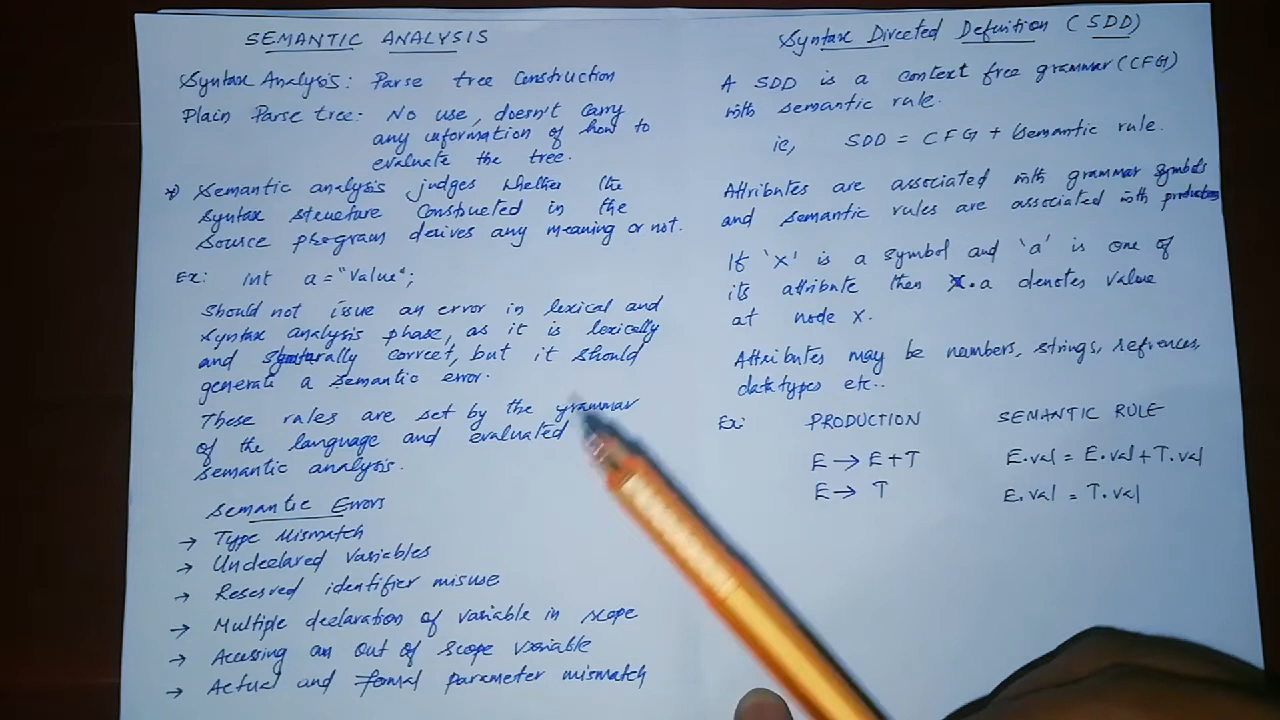 SEMANTIC ANALYSIS
Syntax Analysis: Parse tree Construction
Plain Parse tree: No use, doesn't carry
any information of how to
evaluate the tree.
*) Semantic analysis judges whether the
syntax structure constructed in the
source program derives any meaning or not.
Ex: int a = "Value";
Should not issue an error in lexical and
syntax analysis phase, as it is lexically
and correct, but it should
generate a semantic error.
These rules are set by the grammar
of the language and evaluated
semantic analysis.
Semantic Errors
→ Type Mismatch
→ Undeclared Variables
→ Reserved identifier misuse
→ Multiple declaration of variable in scope
→ Accessing an out of scope variable
→ Actual and formal parameter mismatch
Syntax Directed Definition (SDD)
A SDD is a context free grammar (CFG)
with semantic rule.
ie, SDD = CFG + Semantic rule.
Attributes are associated with grammar symbols
and semantic rules are associated with productions
If 'X' is a symbol and 'a' is one of
its attribute then X.a denotes value
at node X.
Attributes may be numbers, strings, refrences,
datatypes etc..
Ex: PRODUCTION SEMANTIC RULE
E → E+T E.val = E.val + T.val
E → T E.val = T.val